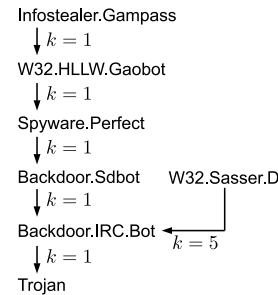 Infostealer.Gampass
k = 1
W32.HLLW.Gaobot
k = 1
Spyware.Perfect
k = 1
Backdoor.Sdbot W32.Sasser.D
k = 1
Backdoor.IRC.Bot
k = 5
k = 1
Trojan